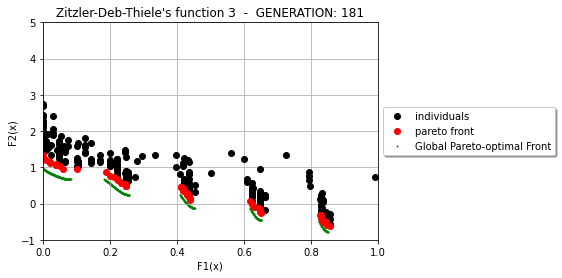 Zitzler-Deb-Thiele's function 3 - GENERATION: 181
5
4
3
2
1
0
−1
F2(x)
0.0 0.2 0.4 0.6 0.8 1.0
F1(x)
individuals
pareto front
Global Pareto-optimal Front